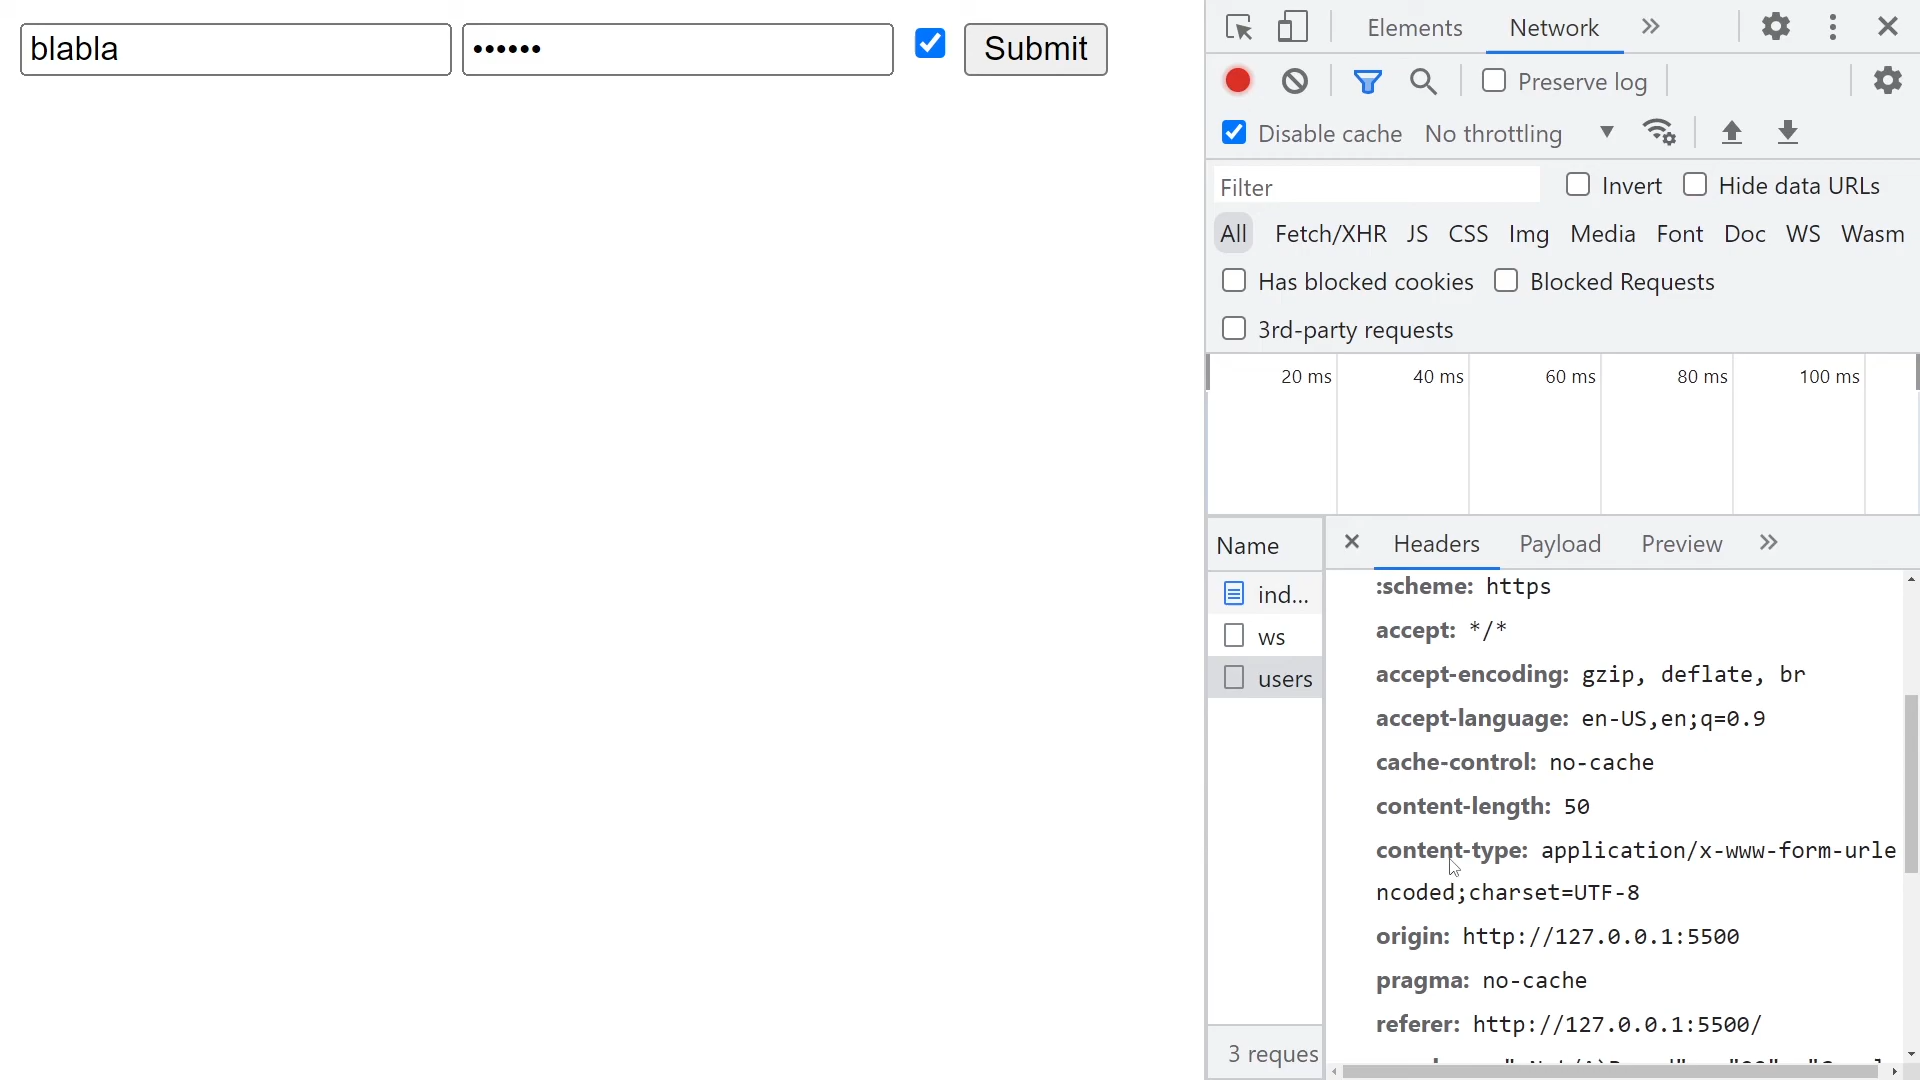 blabla •••••• Submit
Elements Network
Preserve log
Disable cache No throttling
Filter Invert Hide data URLs
All Fetch/XHR JS CSS Img Media Font Doc WS Wasm
Has blocked cookies Blocked Requests
3rd-party requests
20 ms 40 ms 60 ms 80 ms 100 ms
Name
ind...
ws
users
3 reques
Headers Payload Preview
:scheme: https
accept: */*
accept-encoding: gzip, deflate, br
accept-language: en-US,en;q=0.9
cache-control: no-cache
content-length: 50
content-type: application/x-www-form-urle
ncoded;charset=UTF-8
origin: http://127.0.0.1:5500
pragma: no-cache
referer: http://127.0.0.1:5500/